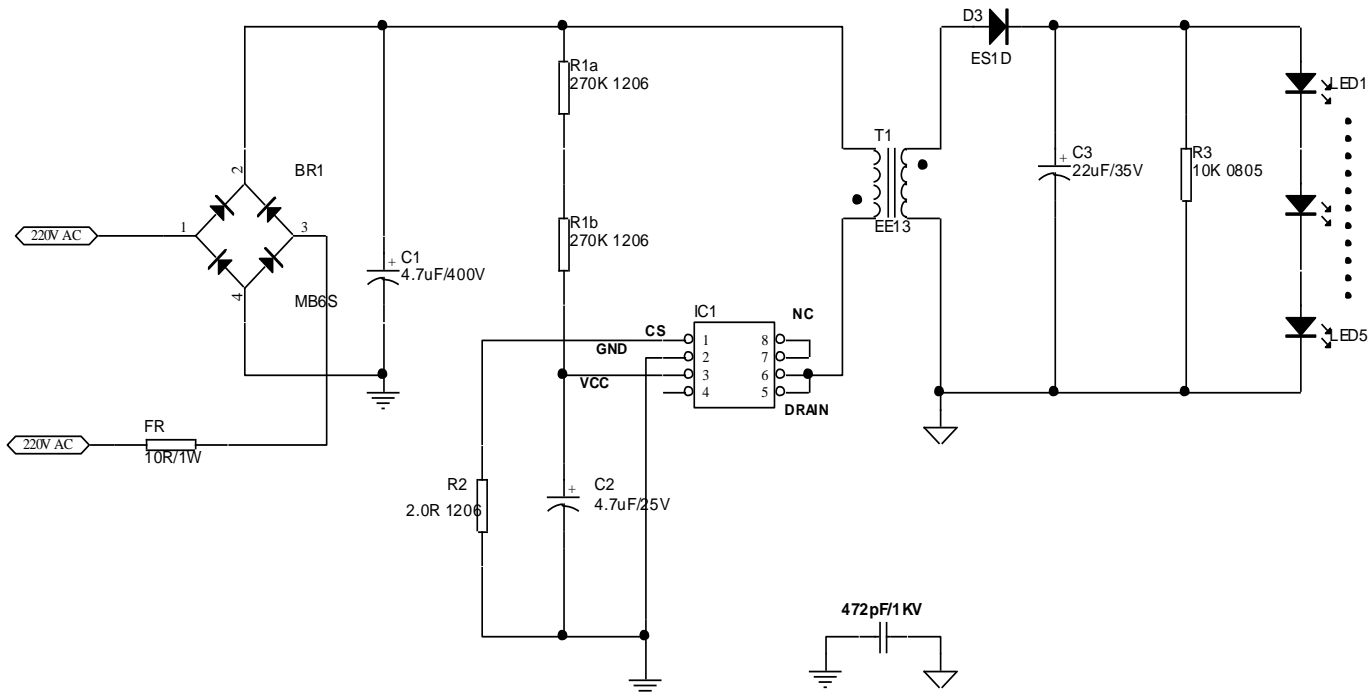 D3
ES1D
R1a
270K 1206
LED1
T1
C3
22uF/35V
R3
10K 0805
2
BR1
1
3
220V AC
R1b
270K 1206
EE13
C1
4.7uF/400V
4
MB6S
IC1
NC
CS
1
8
GND
2
7
VCC
3
6
4
5
DRAIN
LED5
220V AC
FR
10R/1W
R2
2.0R 1206
C2
4.7uF/25V
472pF/1KV